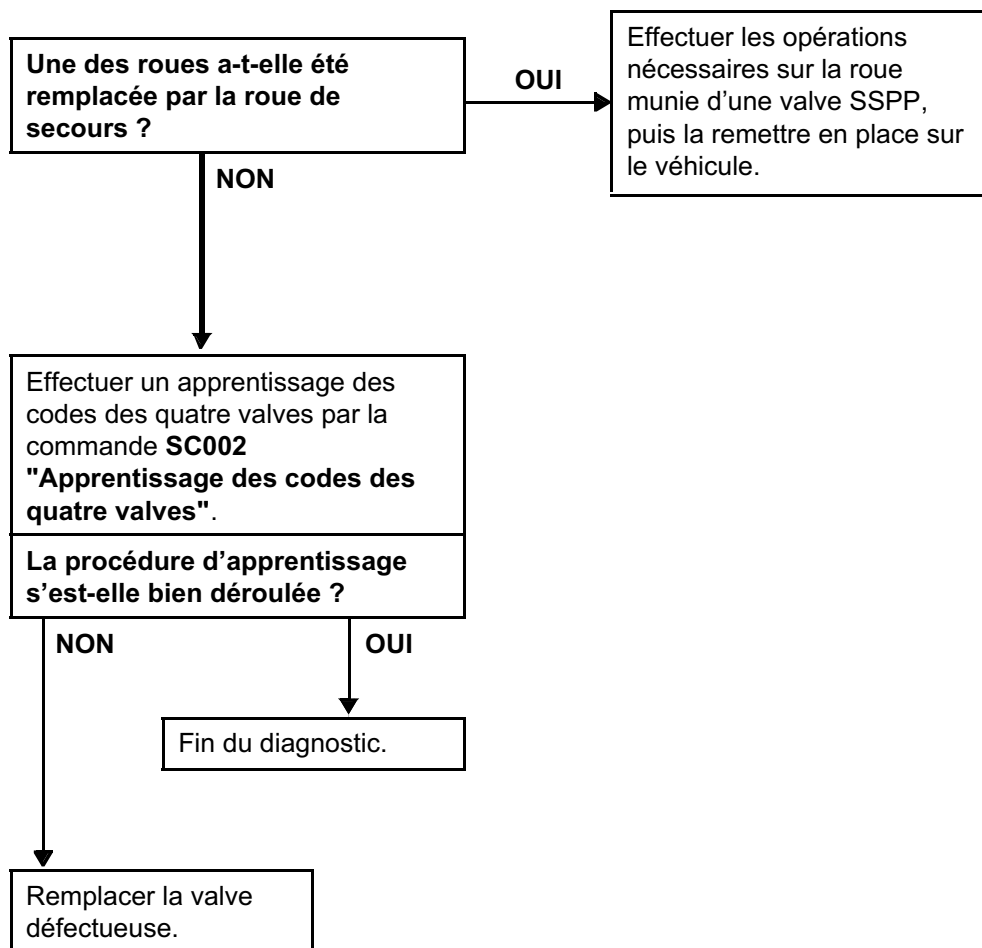 Une des roues a-t-elle été
remplacée par la roue de
secours ?
OUI
Effectuer les opérations
nécessaires sur la roue
munie d'une valve SSPP,
puis la remettre en place sur
le véhicule.
NON
Effectuer un apprentissage des
codes des quatre valves par la
commande SC002
"Apprentissage des codes des
quatre valves".
La procédure d'apprentissage
s'est-elle bien déroulée ?
NON
OUI
Fin du diagnostic.
Remplacer la valve
défectueuse.